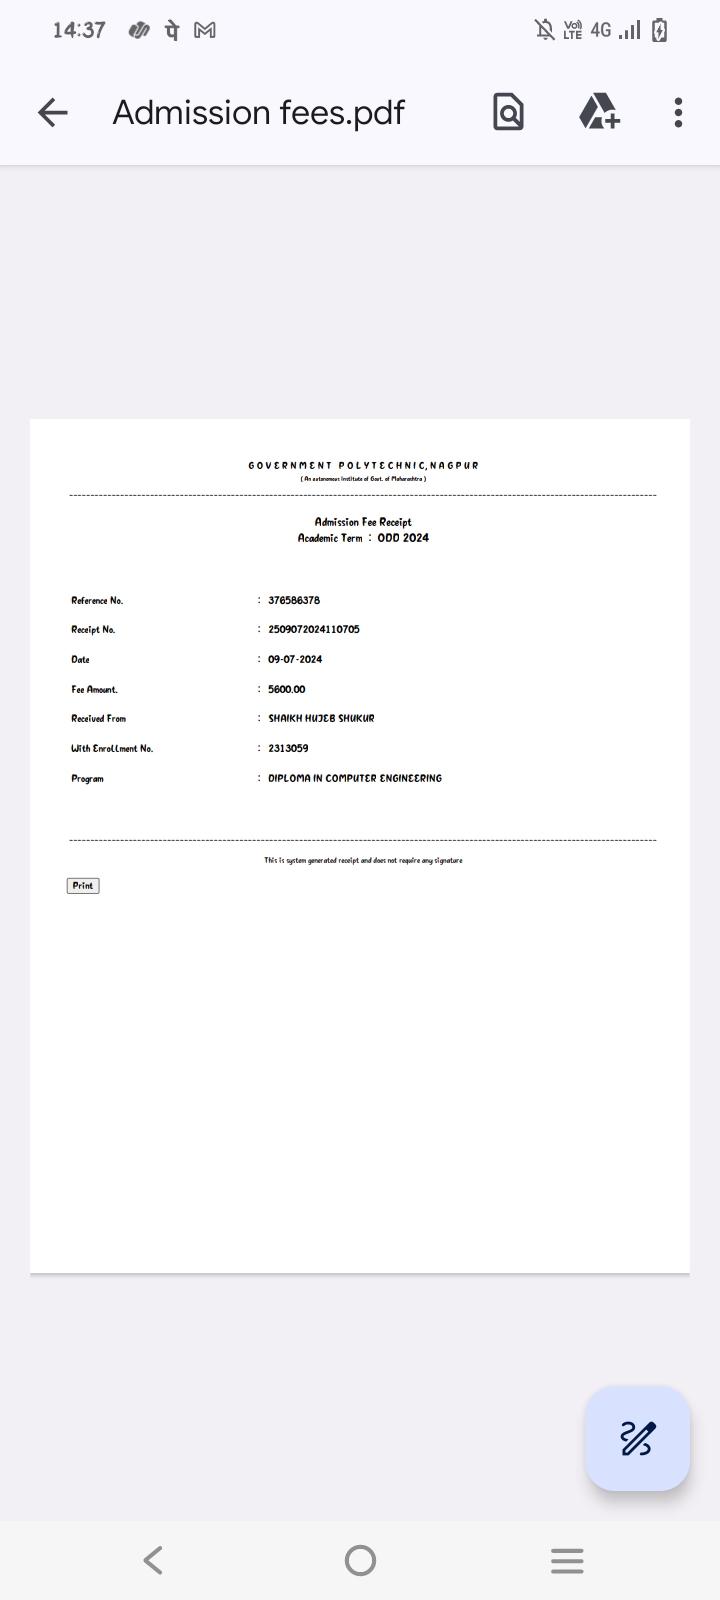 14:37 पे Vo) LTE 4G
Admission fees.pdf
GOVERNMENT POLYTECHNIC,NAGPUR
( An autonomous Institute of Govt. of Maharashtra )
Admission Fee Receipt
Academic Term : ODD 2024
Reference No. : 376586378
Receipt No. : 2509072024110705
Date : 09-07-2024
Fee Amount. : 5600.00
Received From : SHAIKH HUJEB SHUKUR
With Enrollment No. : 2313059
Program : DIPLOMA IN COMPUTER ENGINEERING
This is system generated receipt and does not require any signature
Print